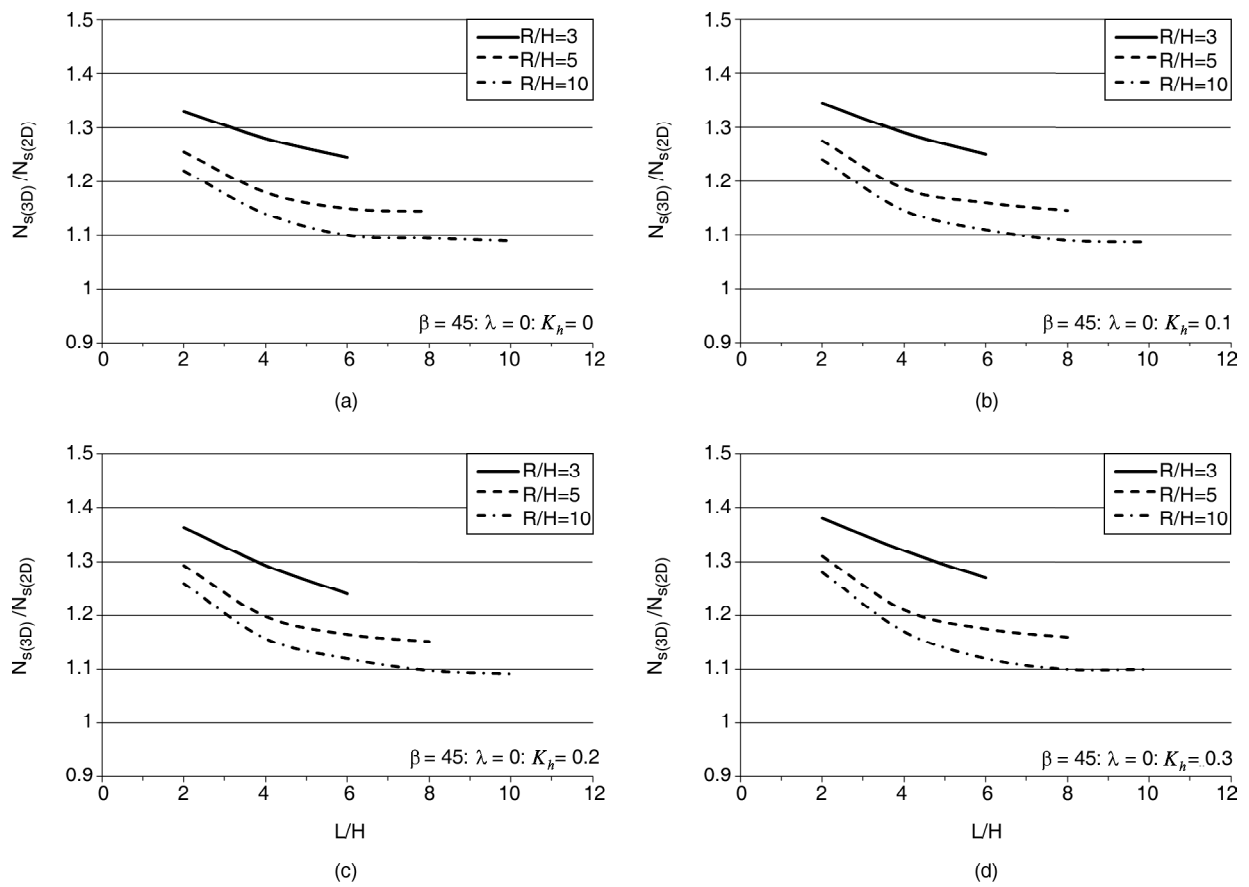 1.5
1.4
1.3
1.2
1.1
1
0.9
N_s(3D) /N_s(2D)
R/H=3
R/H=5
R/H=10
β = 45: λ = 0: K_h= 0
0 2 4 6 8 10 12
(a)
1.5
1.4
1.3
1.2
1.1
1
0.9
N_s(3D) /N_s(2D)
R/H=3
R/H=5
R/H=10
β = 45: λ = 0: K_h= 0.1
0 2 4 6 8 10 12
(b)
1.5
1.4
1.3
1.2
1.1
1
0.9
N_s(3D) /N_s(2D)
R/H=3
R/H=5
R/H=10
β = 45: λ = 0: K_h= 0.2
0 2 4 6 8 10 12
L/H
(c)
1.5
1.4
1.3
1.2
1.1
1
0.9
N_s(3D) /N_s(2D)
R/H=3
R/H=5
R/H=10
β = 45: λ = 0: K_h= 0.3
0 2 4 6 8 10 12
L/H
(d)